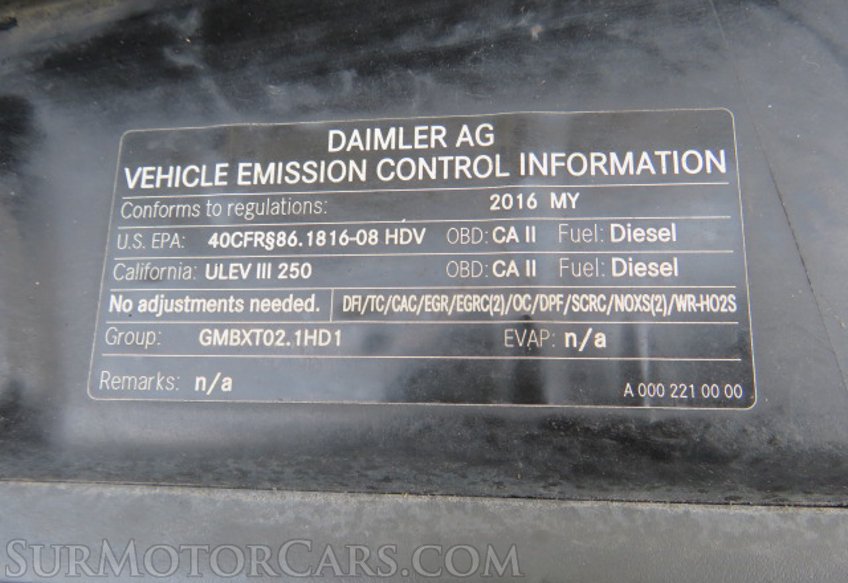 DAIMLER AG
VEHICLE EMISSION CONTROL INFORMATION
Conforms to regulations: 2016 MY
U.S. EPA: 40CFR§86.1816-08 HDV OBD: CA II Fuel: Diesel
California: ULEV III 250 OBD: CA II Fuel: Diesel
No adjustments needed. DFI/TC/CAC/EGR/EGRC(2)/OC/DPF/SCRC/NOXS(2)/WR-HO2S
Group: GMBXT02.1HD1 EVAP: n/a
Remarks: n/a A 000 221 00 00
SURMOTORCARS.COM